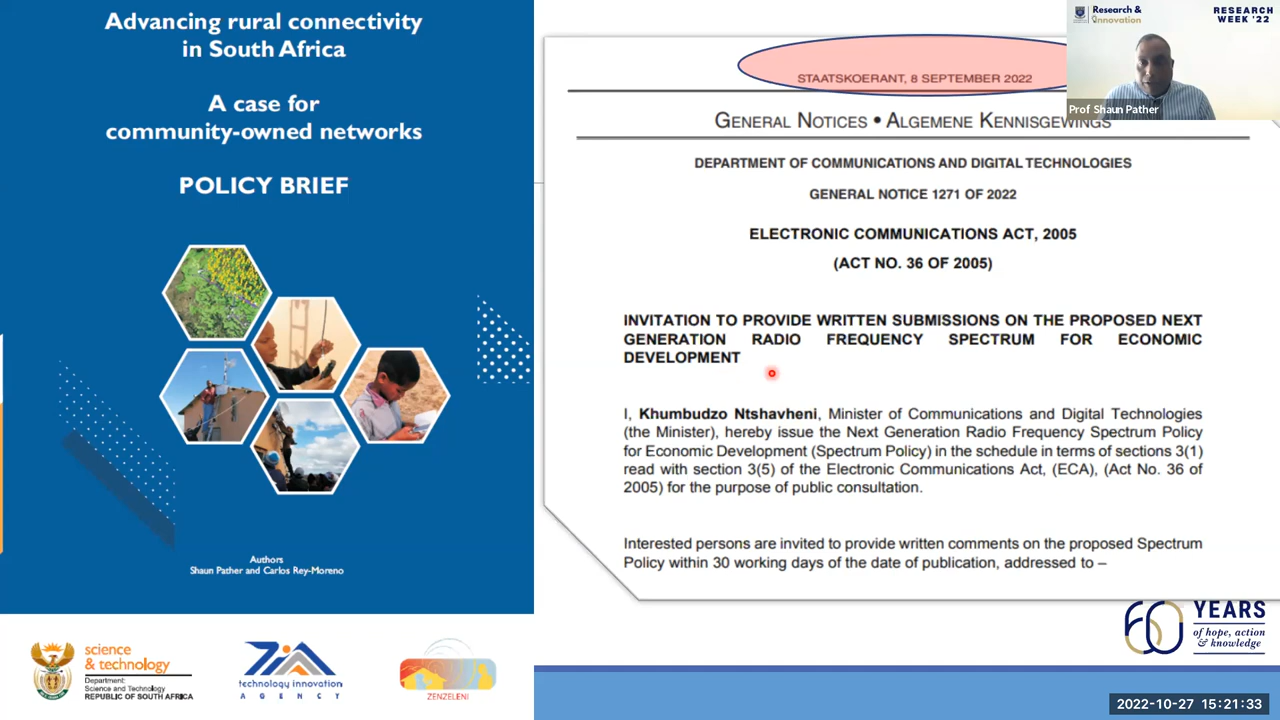 Advancing rural connectivity
in South Africa
A case for
community-owned networks
POLICY BRIEF
Authors
Shaun Pather and Carlos Rey-Moreno
science
& technology
Department:
Science and Technology
REPUBLIC OF SOUTH AFRICA
technology innovation
AGENCY
ZENZELENI
STAATSKOERANT, 8 SEPTEMBER 2022
GENERAL NOTICES • ALGEMENE KENNISGEWINGS
DEPARTMENT OF COMMUNICATIONS AND DIGITAL TECHNOLOGIES
GENERAL NOTICE 1271 OF 2022
ELECTRONIC COMMUNICATIONS ACT, 2005
(ACT NO. 36 OF 2005)
INVITATION TO PROVIDE WRITTEN SUBMISSIONS ON THE PROPOSED NEXT
GENERATION RADIO FREQUENCY SPECTRUM FOR ECONOMIC
DEVELOPMENT
I, Khumbudzo Ntshavheni, Minister of Communications and Digital Technologies
(the Minister), hereby issue the Next Generation Radio Frequency Spectrum Policy
for Economic Development (Spectrum Policy) in the schedule in terms of sections 3(1)
read with section 3(5) of the Electronic Communications Act, (ECA), (Act No. 36 of
2005) for the purpose of public consultation.
Interested persons are invited to provide written comments on the proposed Spectrum
Policy within 30 working days of the date of publication, addressed to –
Research &
Innovation
RESEARCH
WEEK '22
Prof Shaun Pather
60 YEARS
of hope, action
& knowledge
2022-10-27 15:21:33